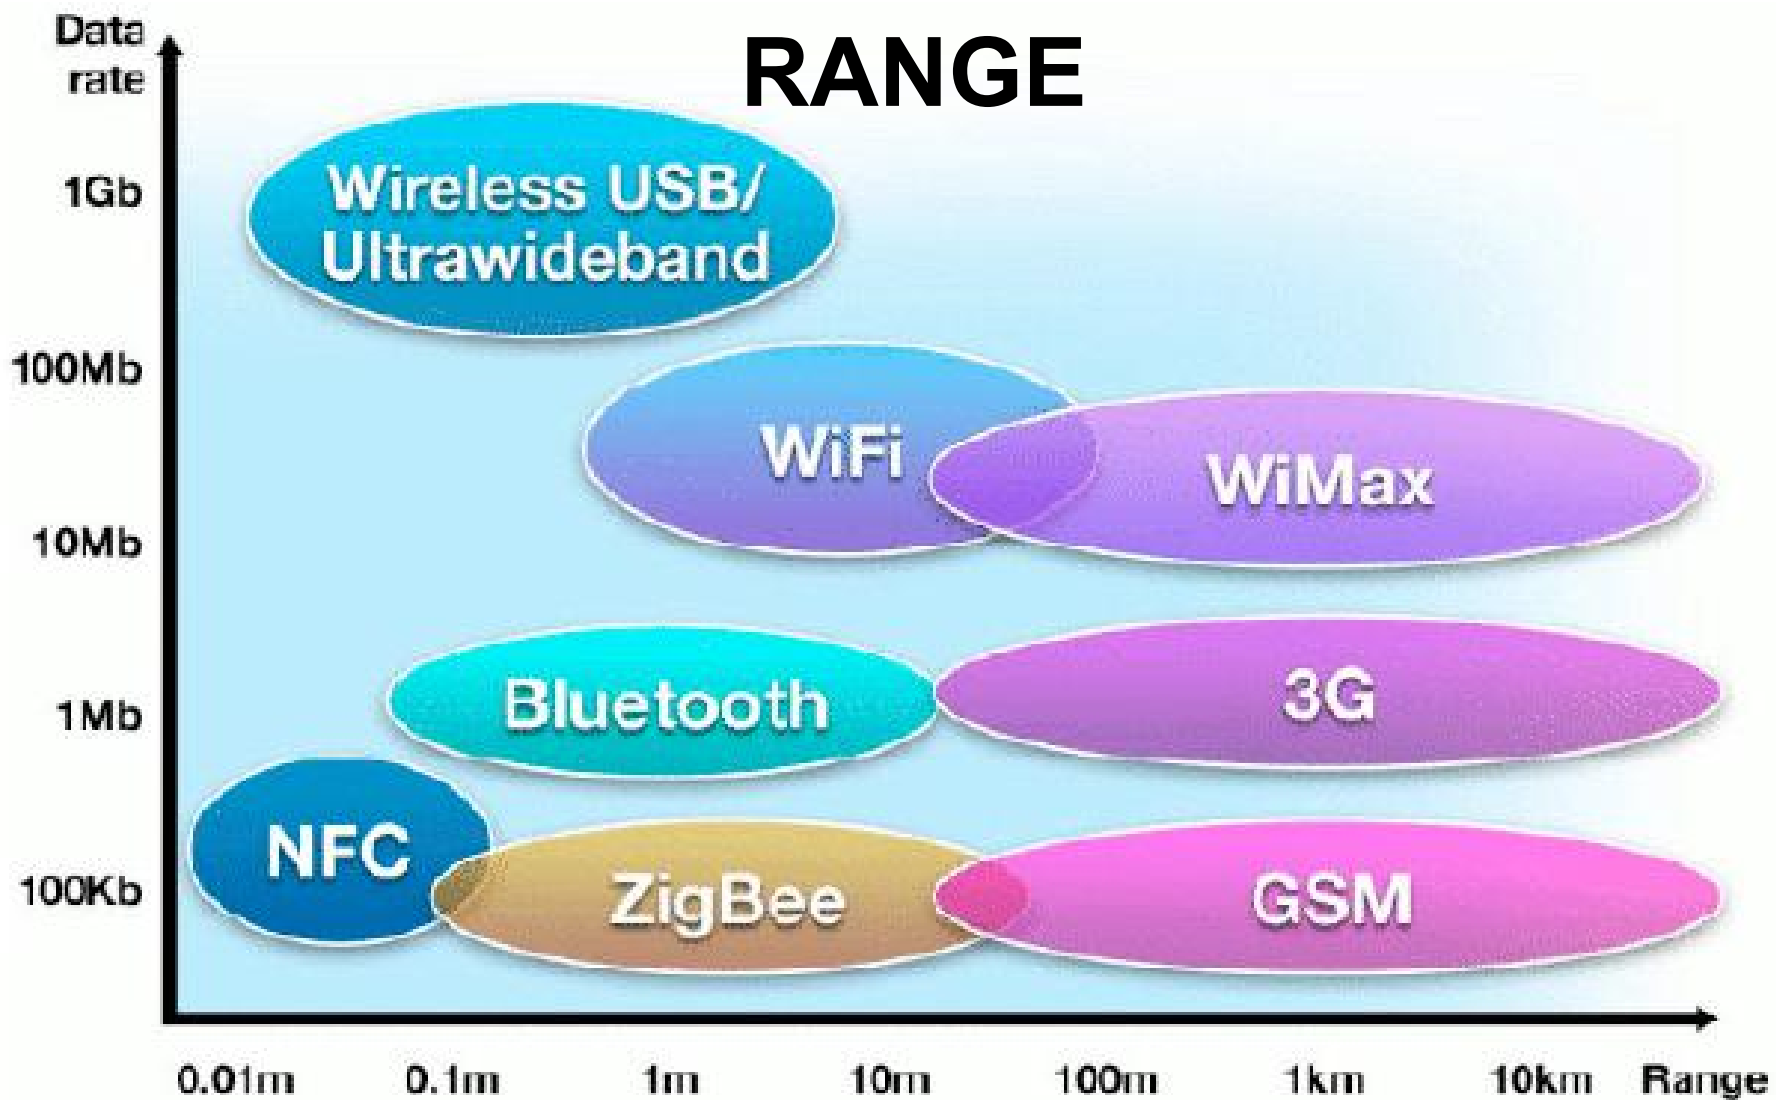 RANGE
Data
rate
1Gb
100Mb
10Mb
1Mb
100Kb
Wireless USB/
Ultrawideband
WiFi
WiMax
Bluetooth
3G
NFC
ZigBee
GSM
0.01m 0.1m 1m 10m 100m 1km 10km Range